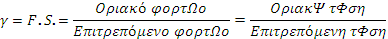 γ = F.S. = Οριακό φορτΩο / Επιτρεπόμενο φορτΩο = ΟριακΨ τΦση / Επιτρεπόμενη τΦση